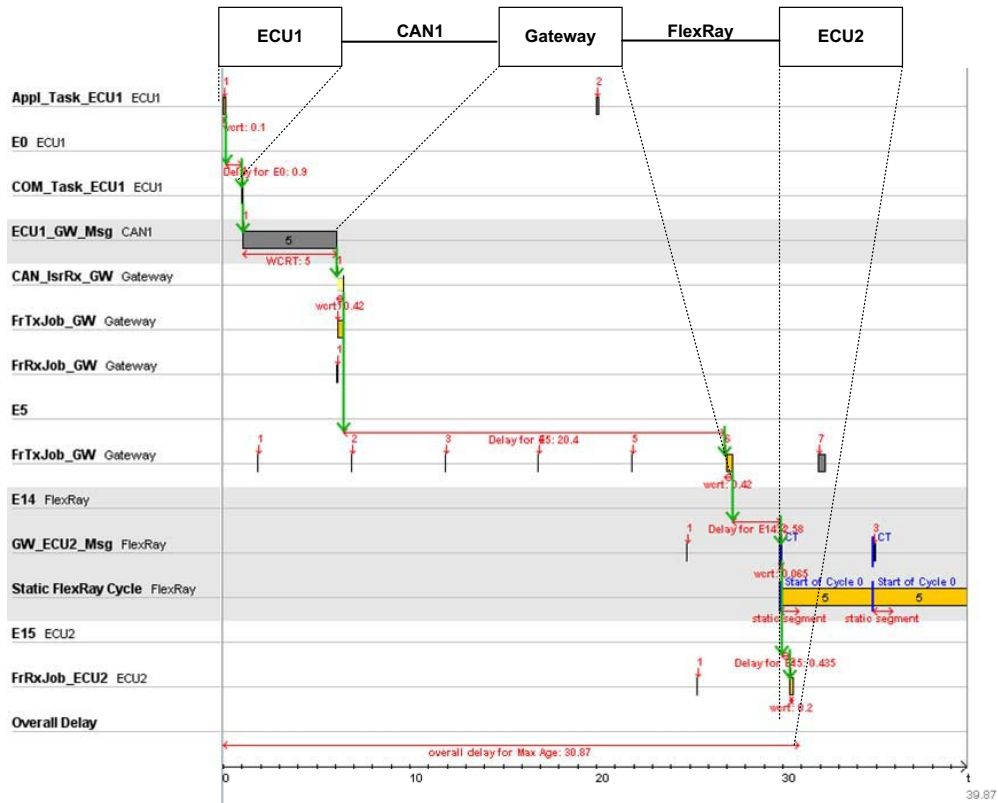 ECU1 CAN1 Gateway FlexRay ECU2
1 2
Appl_Task_ECU1 ECU1
wcrt: 0.1
E0 ECU1
Delay for E0: 0.9
COM_Task_ECU1 ECU1
1
ECU1_GW_Msg CAN1
5
WCRT: 5
1
CAN_IsrRx_GW Gateway
wcrt: 0.42
1
FrTxJob_GW Gateway
1
FrRxJob_GW Gateway
E5
Delay for E5: 20.4
1 2 3 4 5 6 7
FrTxJob_GW Gateway
wcrt: 0.42
E14 FlexRay
Delay for E14: 2.58
1 3
CT CT
GW_ECU2_Msg FlexRay
wcrt: 0.065
Start of Cycle 0 Start of Cycle 0
Static FlexRay Cycle FlexRay
5 5
static segment static segment
E15 ECU2
Delay for E15: 0.435
1
FrRxJob_ECU2 ECU2
wcrt: 0.2
Overall Delay
overall delay for Max Age: 30.87
0 10 20 30 t
39.87